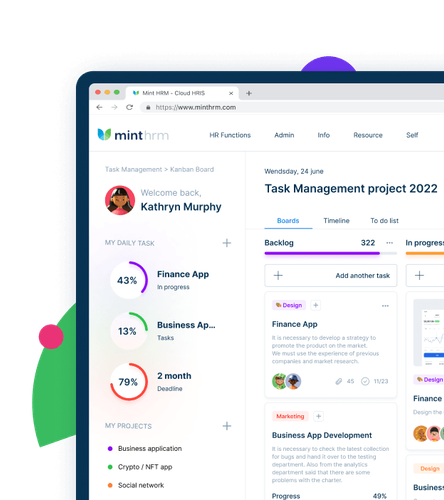 Mint HRM - Cloud HRIS
https://www.minthrm.com
minthrm
HR Functions
Admin
Info
Resource
Self
Task Management > Kanban Board
Welcome back,
Kathryn Murphy
MY DAILY TASK
43%
Finance App
In progress
13%
Business Ap...
Tasks
79%
2 month
Deadline
MY PROJECTS
Business application
Crypto / NFT app
Social network
Wendsday, 24 june
Task Management project 2022
Boards
Timeline
To do list
Backlog
322
Add another task
Design
Finance App
It is necessary to develop a strategy to
promote the product on the market.
We must use the experience of previous
companies and market research.
45
11/23
Marketing
Business App Development
It is necessary to check the latest collection
for bugs and hand it over to the testing
department. Also from the analytics
department said that there are some
problems with the charter.
Progress
49%
In progress
Design
Finance
Design